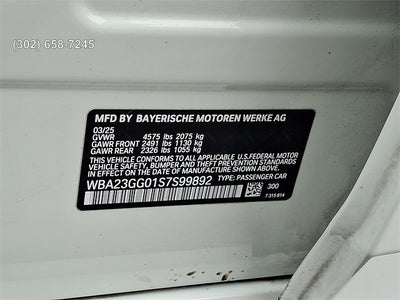 (302) 658-7245
MFD BY BAYERISCHE MOTOREN WERKE AG
03/25
GVWR 4575 lbs 2075 kg
GAWR FRONT 2491 lbs 1130 kg
GAWR REAR 2326 lbs 1055 kg
THIS VEHICLE CONFORMS TO ALL APPLICABLE U.S. FEDERAL MOTOR
VEHICLE SAFETY, BUMPER, AND THEFT PREVENTION STANDARDS
IN EFFECT ON THE DATE OF MANUFACTURE SHOWN ABOVE.
WBA23GG01S7S99892 TYPE: PASSENGER CAR
300
7 315 814